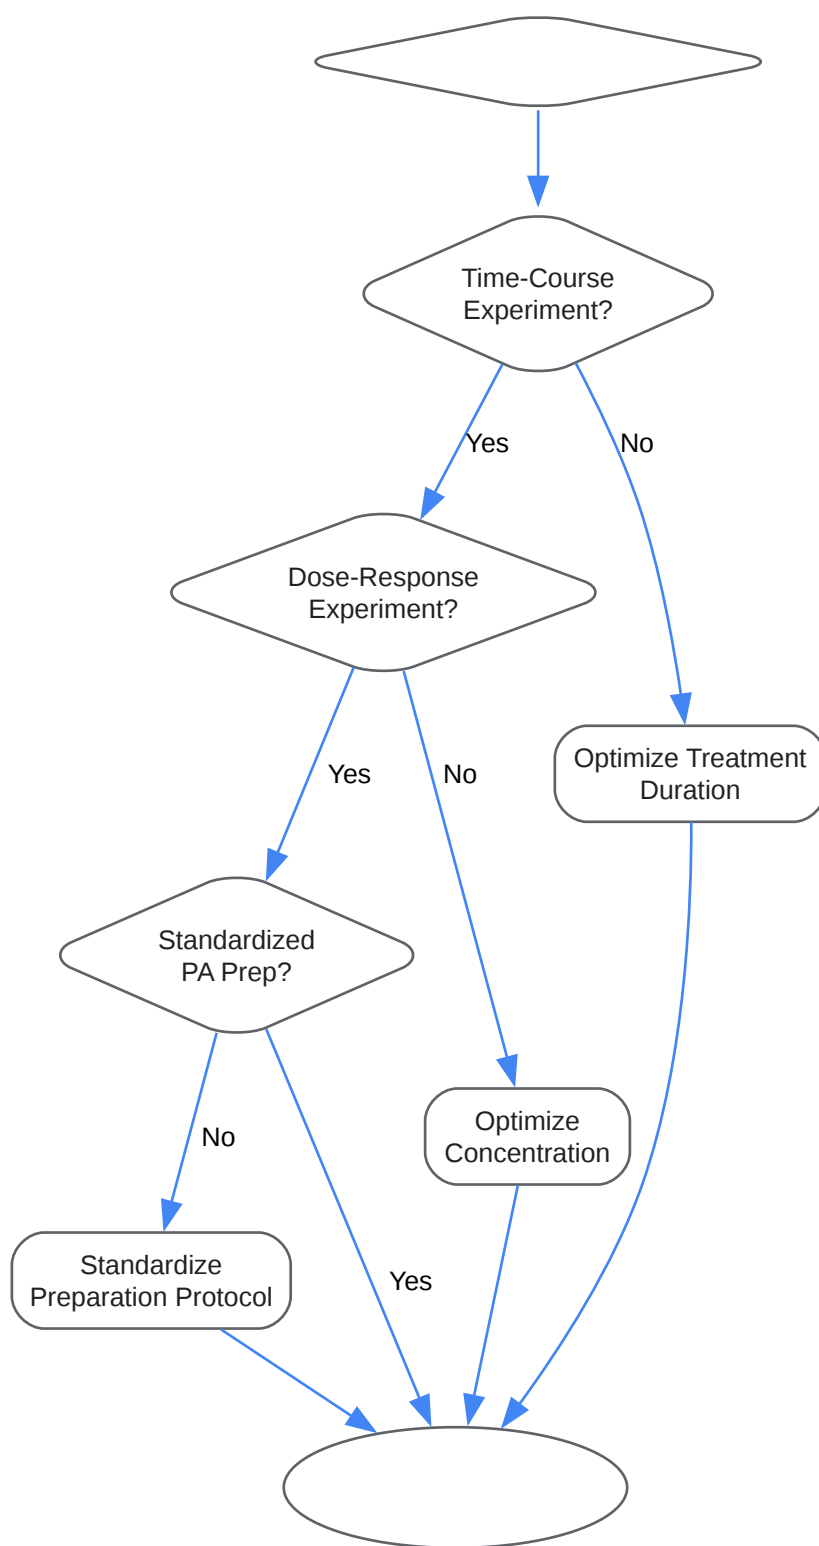 Time-Course
Experiment?
Yes
No
Dose-Response
Experiment?
Optimize Treatment
Duration
Yes
No
Standardized
PA Prep?
Optimize
Concentration
No
Standardize
Preparation Protocol
Yes